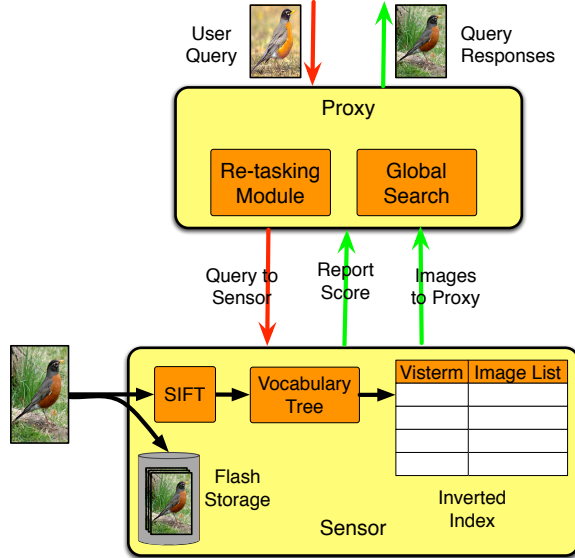 User
Query
Query
Responses
Proxy
Re-tasking
Module
Global
Search
Query to
Sensor
Report
Score
Images
to Proxy
SIFT
Vocabulary
Tree
Visterm Image List
Flash
Storage
Inverted
Index
Sensor